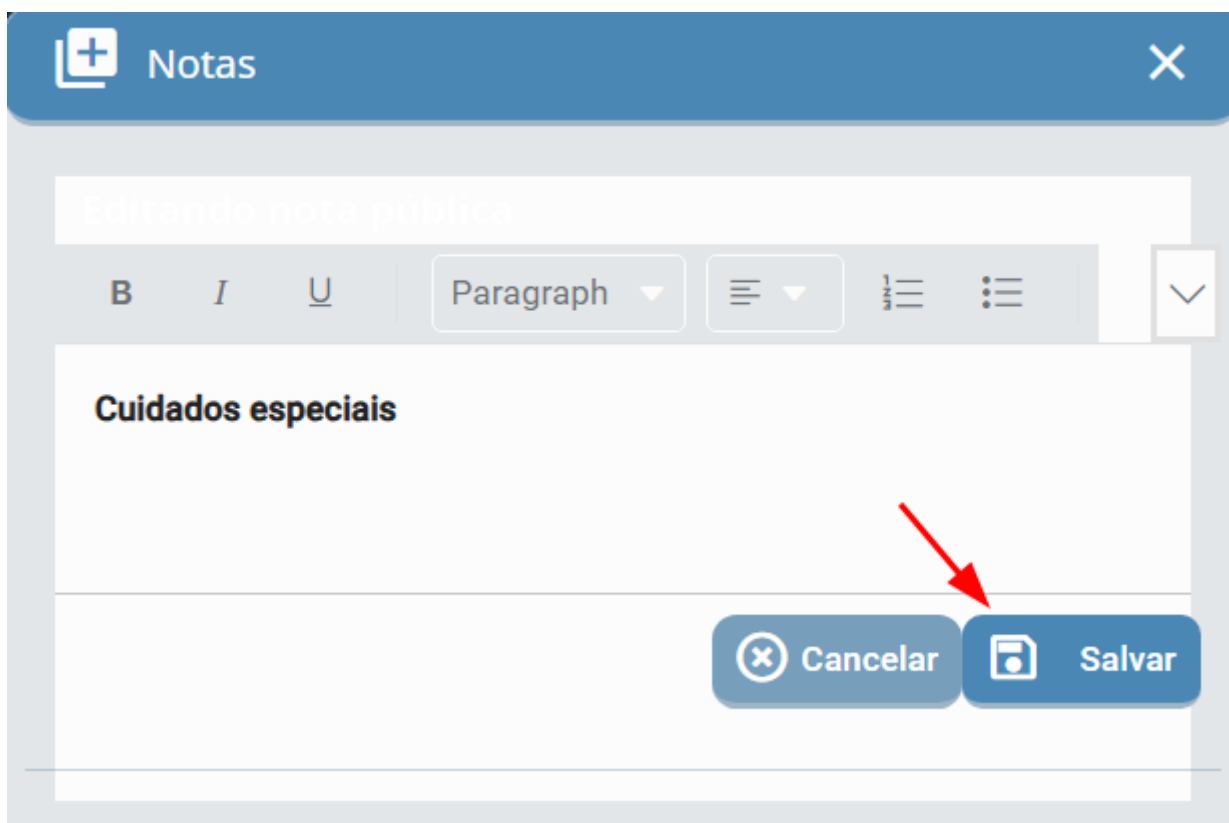 Notas
Editando nota pública
B I U Paragraph
Cuidados especiais
Cancelar Salvar